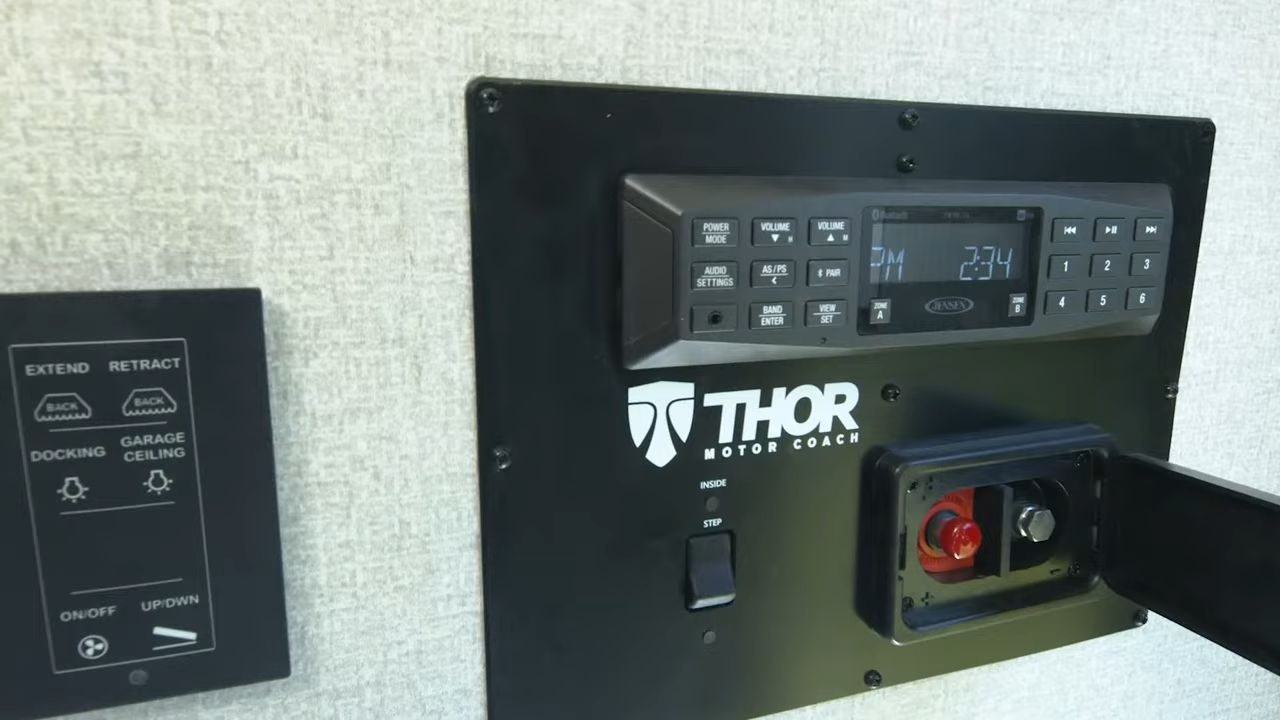 EXTEND RETRACT
BACK BACK
DOCKING GARAGE CEILING
ON/OFF UP/DWN
POWER MODE
VOLUME
VOLUME
AUDIO SETTINGS
AS/PS
PAIR
BAND ENTER
VIEW SET
Bluetooth
PM 2:34
ZONE A
JENSEN
ZONE B
1 2 3
4 5 6
THOR
MOTOR COACH
INSIDE
STEP